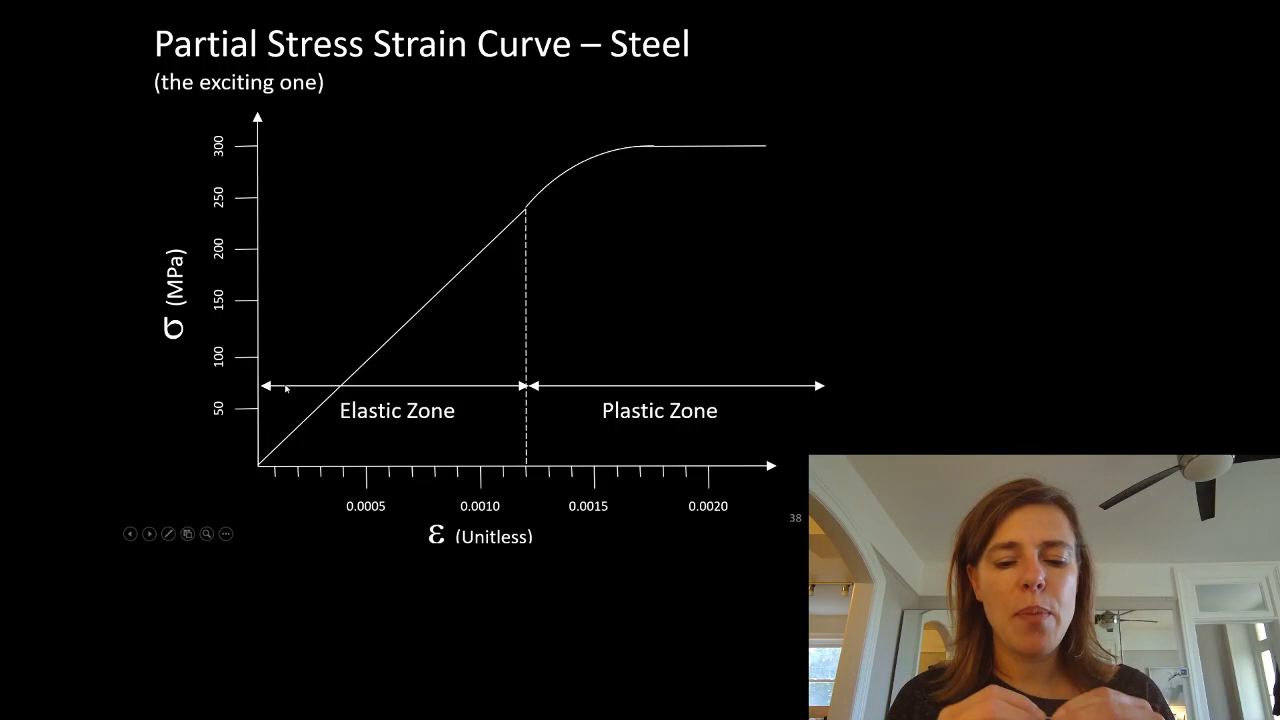 Partial Stress Strain Curve – Steel
(the exciting one)
300
250
200
150
100
50
σ (MPa)
Elastic Zone
Plastic Zone
0.0005
0.0010
0.0015
0.0020
ε (Unitless)
38